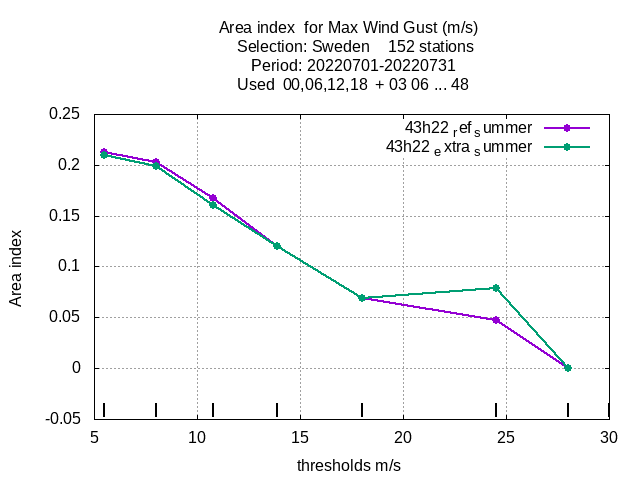 Area index  for Max Wind Gust (m/s)
Selection: Sweden    152 stations
Period: 20220701-20220731
Used  00,06,12,18  + 03 06 ... 48
43h22 ref summer
43h22 extra summer
0.25
0.2
0.15
0.1
0.05
0
-0.05
Area index
5 10 15 20 25 30
thresholds m/s